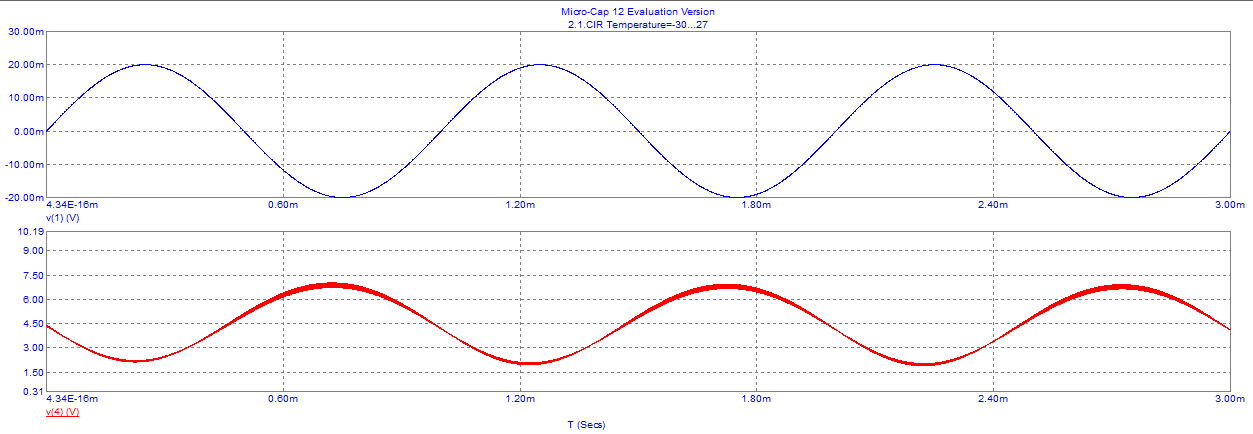 Micro-Cap 12 Evaluation Version
2.1.CIR Temperature=-30...27
30.00m
20.00m
10.00m
0.00m
-10.00m
-20.00m
4.34E-16m 0.60m 1.20m 1.80m 2.40m 3.00m
v(1) (V)
10.19
9.00
7.50
6.00
4.50
3.00
1.50
0.31
4.34E-16m 0.60m 1.20m 1.80m 2.40m 3.00m
v(4) (V)
T (Secs)